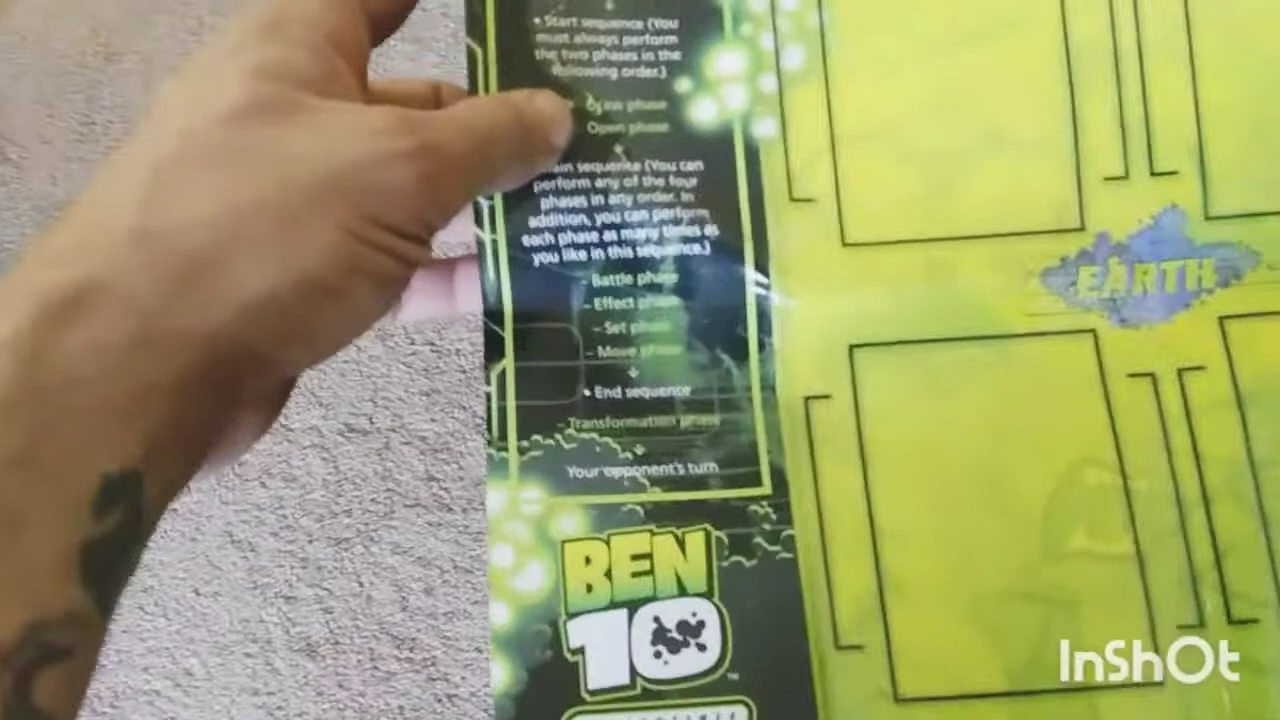 • Start sequence (You
must always perform
the two phases in the
following order.)
phase
Open phase
ain sequence (You can
perform any of the four
phases in any order. In
addition, you can perform
each phase as many times as
you like in this sequence.)
- Battle phase
- Effect phase
- Set phase
- Move phase
• End sequence
- Transformation phase
Your opponent's turn
BEN
10
EARTH
InShOt